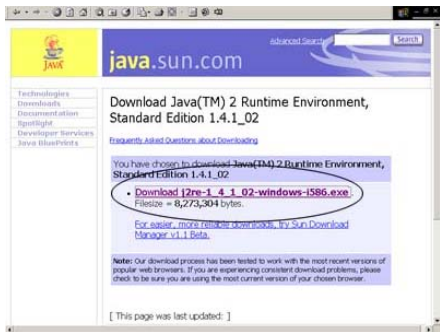 Advanced Search
Search
Java
java.sun.com
Technologies
Downloads
Documentation
Spotlight
Developer Services
Java BluePrints
Download Java(TM) 2 Runtime Environment,
Standard Edition 1.4.1_02
Frequently Asked Questions about Downloading
You have chosen to download Java(TM) 2 Runtime Environment,
Standard Edition 1.4.1_02
• Download j2re-1_4_1_02-windows-i586.exe.
Filesize = 8,273,304 bytes.
For easier, more reliable downloads, try Sun Download
Manager v1.1 Beta.
Note: Our download process has been tested to work with the most recent versions of
popular web browsers. If you are experiencing consistent download problems, please
check to be sure you are using the most current version of your chosen browser.
[ This page was last updated: ]